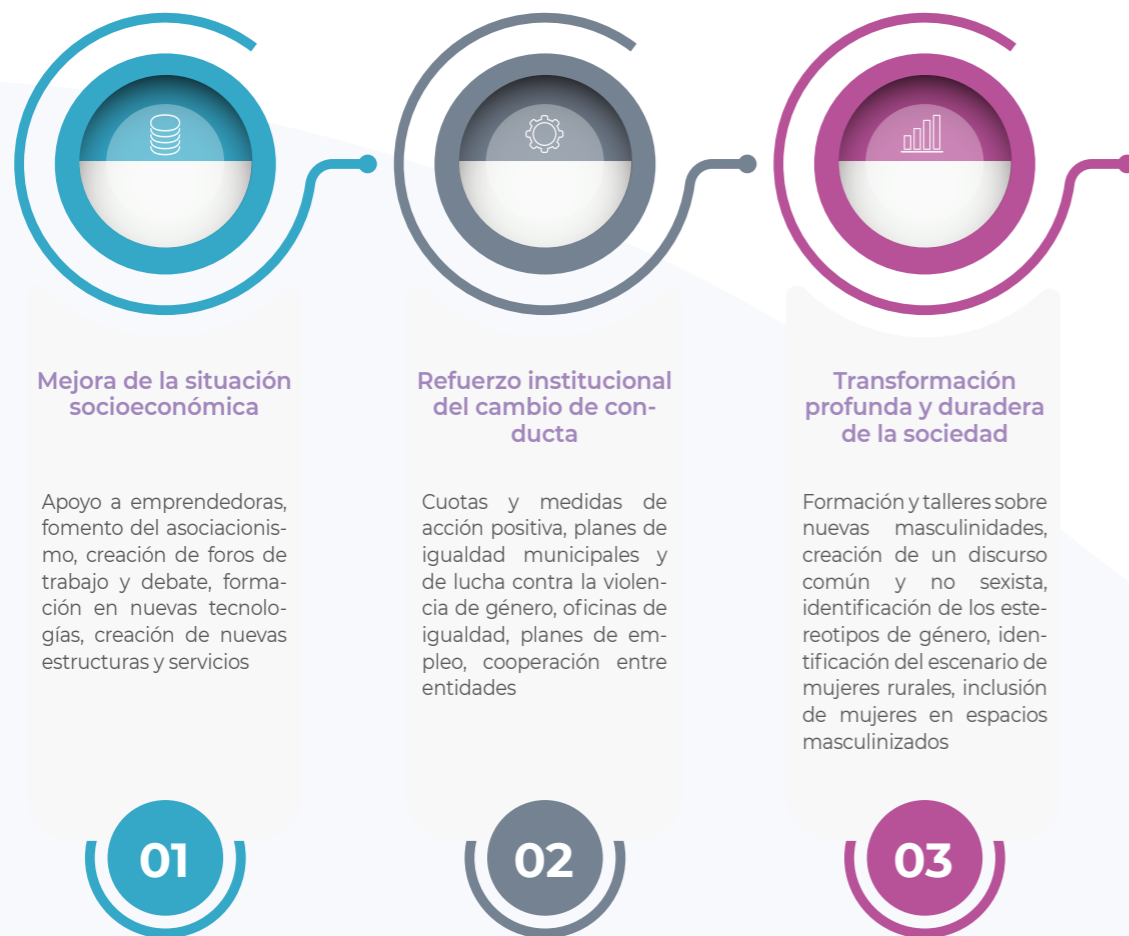 Mejora de la situación
socioeconómica
Apoyo a emprendedoras,
fomento del asociacionis-
mo, creación de foros de
trabajo y debate, forma-
ción en nuevas tecnolo-
gías, creación de nuevas
estructuras y servicios
01
Refuerzo institucional
del cambio de con-
ducta
Cuotas y medidas de
acción positiva, planes de
igualdad municipales y
de lucha contra la violen-
cia de género, oficinas de
igualdad, planes de em-
pleo, cooperación entre
entidades
02
Transformación
profunda y duradera
de la sociedad
Formación y talleres sobre
nuevas masculinidades,
creación de un discurso
común y no sexista,
identificación de los este-
reotipos de género, iden-
tificación del escenario de
mujeres rurales, inclusión
de mujeres en espacios
masculinizados
03